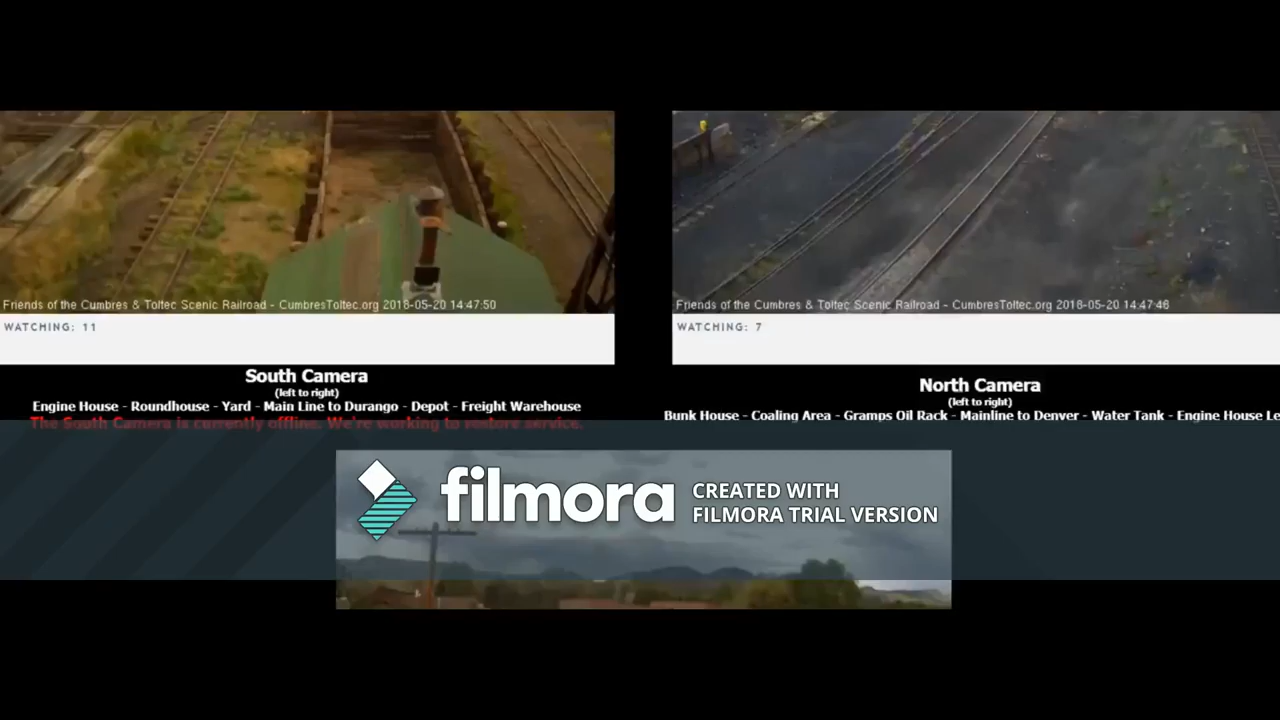 Friends of the Cumbres & Toltec Scenic Railroad - CumbresToltec.org 2018-05-20 14:47:50
WATCHING: 11
South Camera
(left to right)
Engine House - Roundhouse - Yard - Main Line to Durango - Depot - Freight Warehouse
The South Camera is currently offline. We're working to restore service.
Friends of the Cumbres & Toltec Scenic Railroad - CumbresToltec.org 2018-05-20 14:47:46
WATCHING: 7
North Camera
(left to right)
Bunk House - Coaling Area - Gramps Oil Rack - Mainline to Denver - Water Tank - Engine House Le
filmora
CREATED WITH
FILMORA TRIAL VERSION